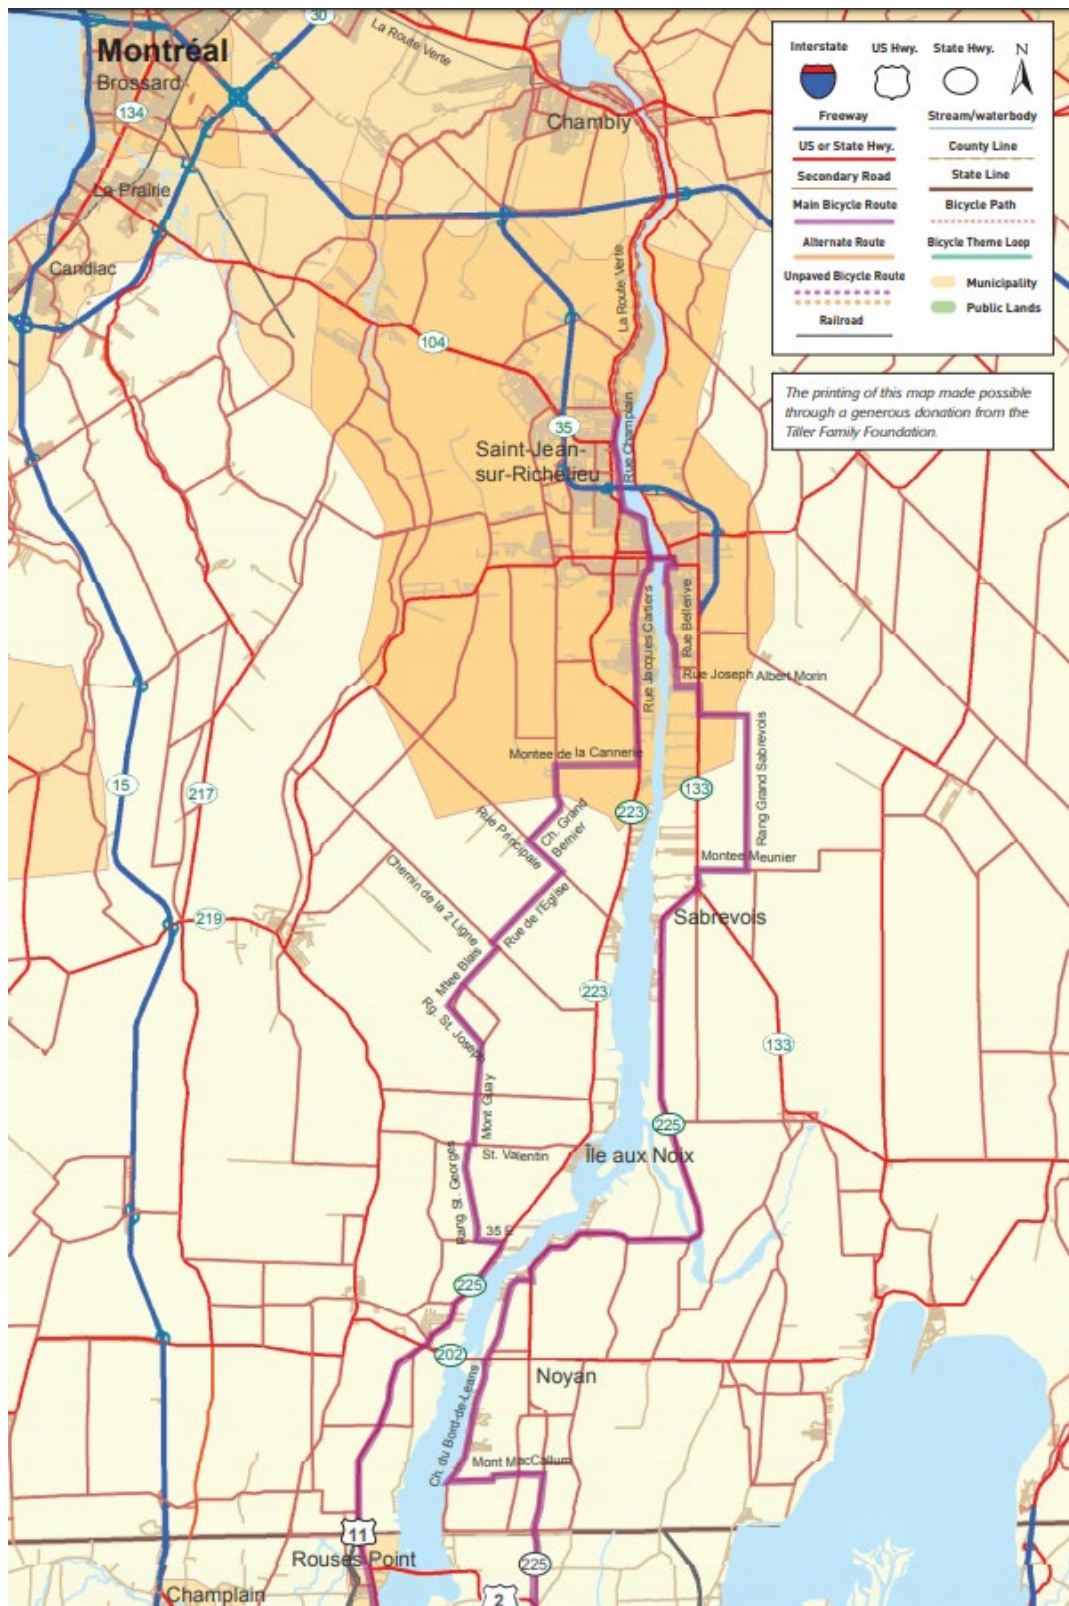 30
La Route Verte
Montréal
Brossard
134
Chambly
La Prairie
Candiac
La Route Verte
104
35
Rue Champlain
Saint-Jean-
sur-Richelieu
Interstate
US Hwy.
State Hwy.
N
Freeway
Stream/waterbody
US or State Hwy.
County Line
Secondary Road
State Line
Main Bicycle Route
Bicycle Path
Alternate Route
Bicycle Theme Loop
Unpaved Bicycle Route
Municipality
Public Lands
Railroad
The printing of this map made possible
through a generous donation from the
Tiller Family Foundation.
Rue Jacques Cartiers
Rue Bellerive
Rue Joseph Albert Morin
Rang Grand Sabrevois
Montee de la Cannerie
15
217
223
133
Rue Principale
Ch. Grand
Bernier
Montee Meunier
Chemin de la 2 Ligne
Rue de l'Eglise
219
Sabrevois
Mtee Blais
223
Rg. St. Joseph
133
Mont Guay
225
St. Valentin
Île aux Noix
Rang St. Georges
35 E
225
202
Noyan
Ch. du Bord-de-Leans
Mont MacCallum
11
Rouses Point
225
Champlain
2